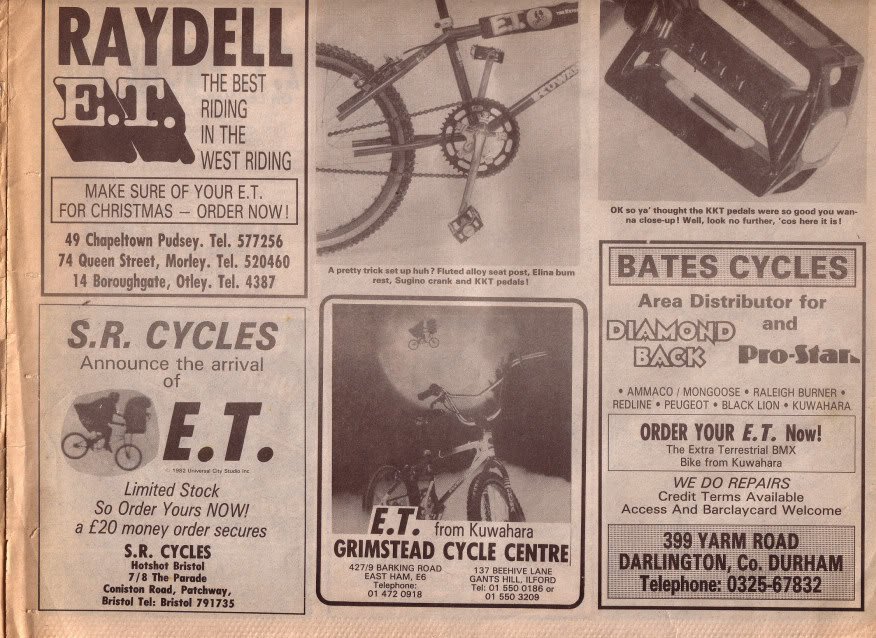 RAYDELL
E.T.
THE BEST
RIDING
IN THE
WEST RIDING
MAKE SURE OF YOUR E.T.
FOR CHRISTMAS – ORDER NOW!
49 Chapeltown Pudsey. Tel. 577256
74 Queen Street, Morley. Tel. 520460
14 Boroughgate, Otley. Tel. 4387
S.R. CYCLES
Announce the arrival
of
E.T.
© 1982 Universal City Studio Inc
Limited Stock
So Order Yours NOW!
a £20 money order secures
S.R. CYCLES
Hotshot Bristol
7/8 The Parade
Coniston Road, Patchway,
Bristol Tel: Bristol 791735
E.T.
KUWAHARA
A pretty trick set up huh? Fluted alloy seat post, Elina bum
rest, Sugino crank and KKT pedals!
E.T. from Kuwahara
GRIMSTEAD CYCLE CENTRE
427/9 BARKING ROAD
EAST HAM, E6
Telephone:
01 472 0918
137 BEEHIVE LANE
GANTS HILL, ILFORD
Tel: 01 550 0186 or
01 550 3209
OK so ya' thought the KKT pedals were so good you wan-
na close-up! Well, look no further, 'cos here it is!
BATES CYCLES
Area Distributor for
DIAMOND
BACK
and
Pro-Star
• AMMACO / MONGOOSE • RALEIGH BURNER •
REDLINE • PEUGEOT • BLACK LION • KUWAHARA
ORDER YOUR E.T. Now!
The Extra Terrestrial BMX
Bike from Kuwahara
WE DO REPAIRS
Credit Terms Available
Access And Barclaycard Welcome
399 YARM ROAD
DARLINGTON, Co. DURHAM
Telephone: 0325-67832